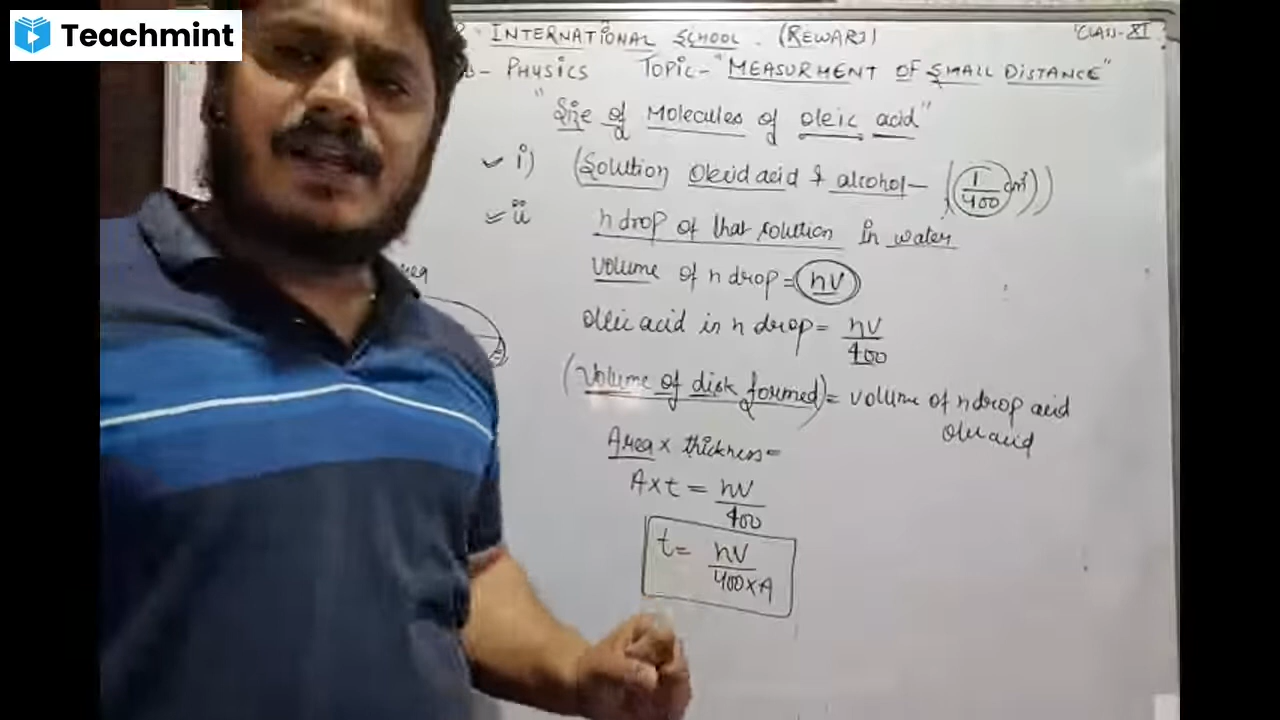 Teachmint
INTERNATIONAL SCHOOL. (REWARI) CLASS-XI
- PHYSICS TOPIC- "MEASURMENT OF SMALL DISTANCE"
"Size of Molecules of oleic acid"
i) (Solution Oleid acid & alcohol- (1/400 cm³))
ii n drop of that solution in water
volume of n drop = nv
oleic acid in n drop = nv/400
(Volume of disk formed) = volume of n drop acid
oleic acid
Area x thickness =
A x t = nv/400
t = nv/400xA